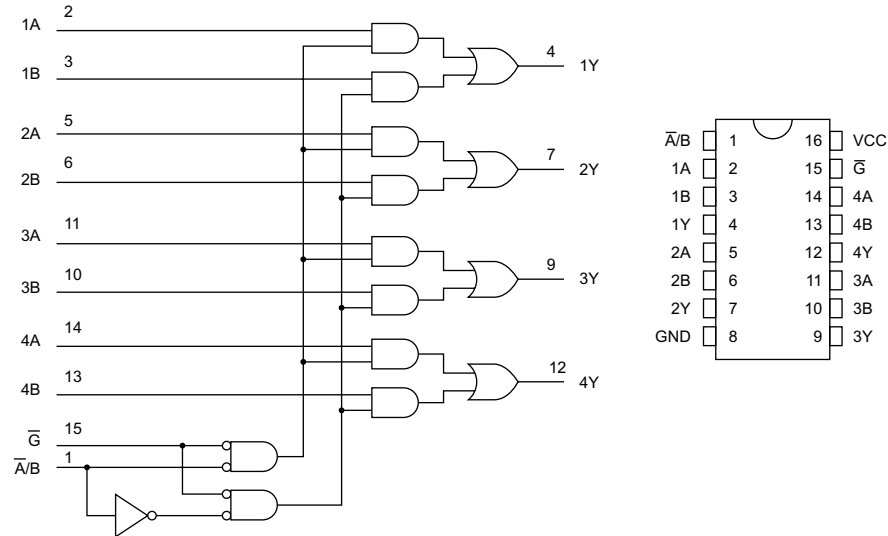 1A 2
1B 3
2A 5
2B 6
3A 11
3B 10
4A 14
4B 13
G̅ 15
A̅/B 1
4 1Y
7 2Y
9 3Y
12 4Y
A̅/B 1 16 VCC
1A 2 15 G̅
1B 3 14 4A
1Y 4 13 4B
2A 5 12 4Y
2B 6 11 3A
2Y 7 10 3B
GND 8 9 3Y